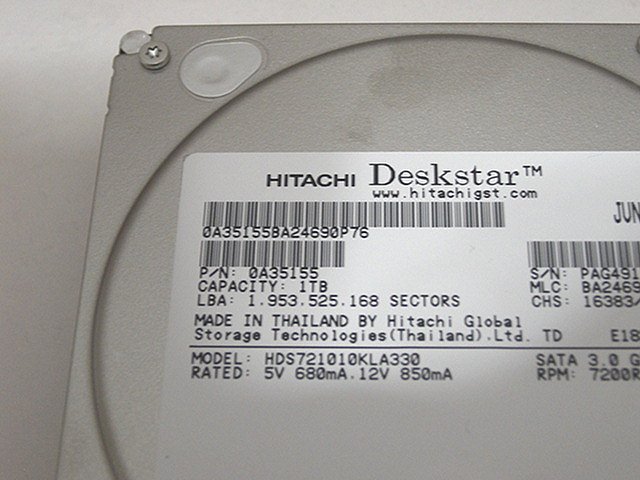 HITACHI Deskstar™
www.hitachigst.com
JUN
0A35155BA24690P76
P/N: 0A35155 S/N: PAG491
CAPACITY: 1TB MLC: BA2469
LBA: 1.953.525.168 SECTORS CHS: 16383
MADE IN THAILAND BY Hitachi Global
Storage Technologies(Thailand).Ltd. TD E18
MODEL: HDS721010KLA330 SATA 3.0 G
RATED: 5V 680mA.12V 850mA RPM: 7200R